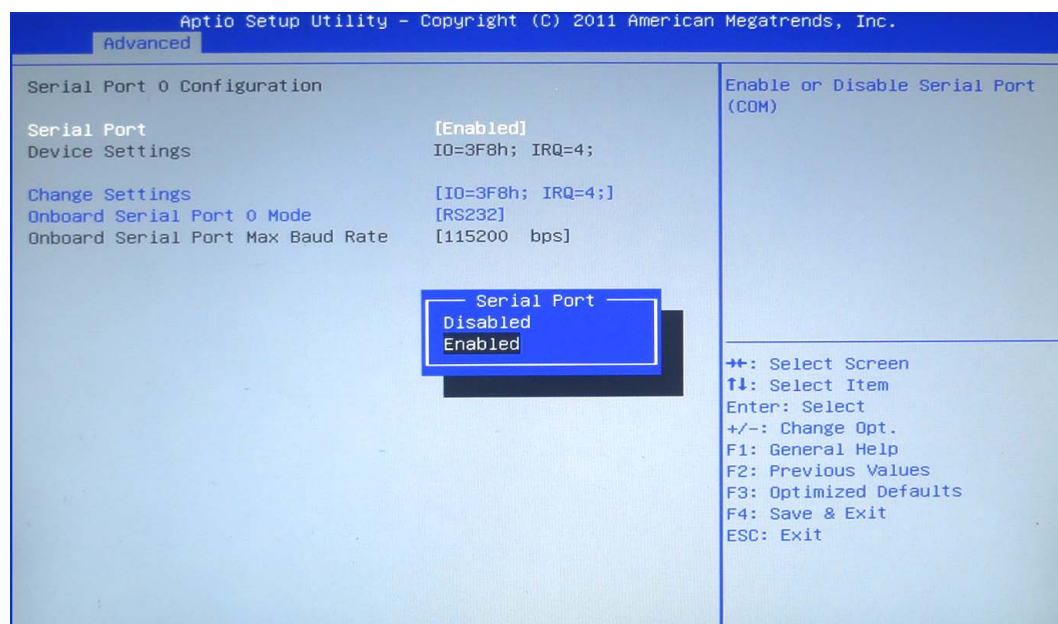 Aptio Setup Utility – Copyright (C) 2011 American Megatrends, Inc.
Advanced
Serial Port 0 Configuration
Serial Port [Enabled]
Device Settings IO=3F8h; IRQ=4;
Change Settings [IO=3F8h; IRQ=4;]
Onboard Serial Port 0 Mode [RS232]
Onboard Serial Port Max Baud Rate [115200 bps]
Serial Port
Disabled
Enabled
Enable or Disable Serial Port
(COM)
→←: Select Screen
↑↓: Select Item
Enter: Select
+/-: Change Opt.
F1: General Help
F2: Previous Values
F3: Optimized Defaults
F4: Save & Exit
ESC: Exit